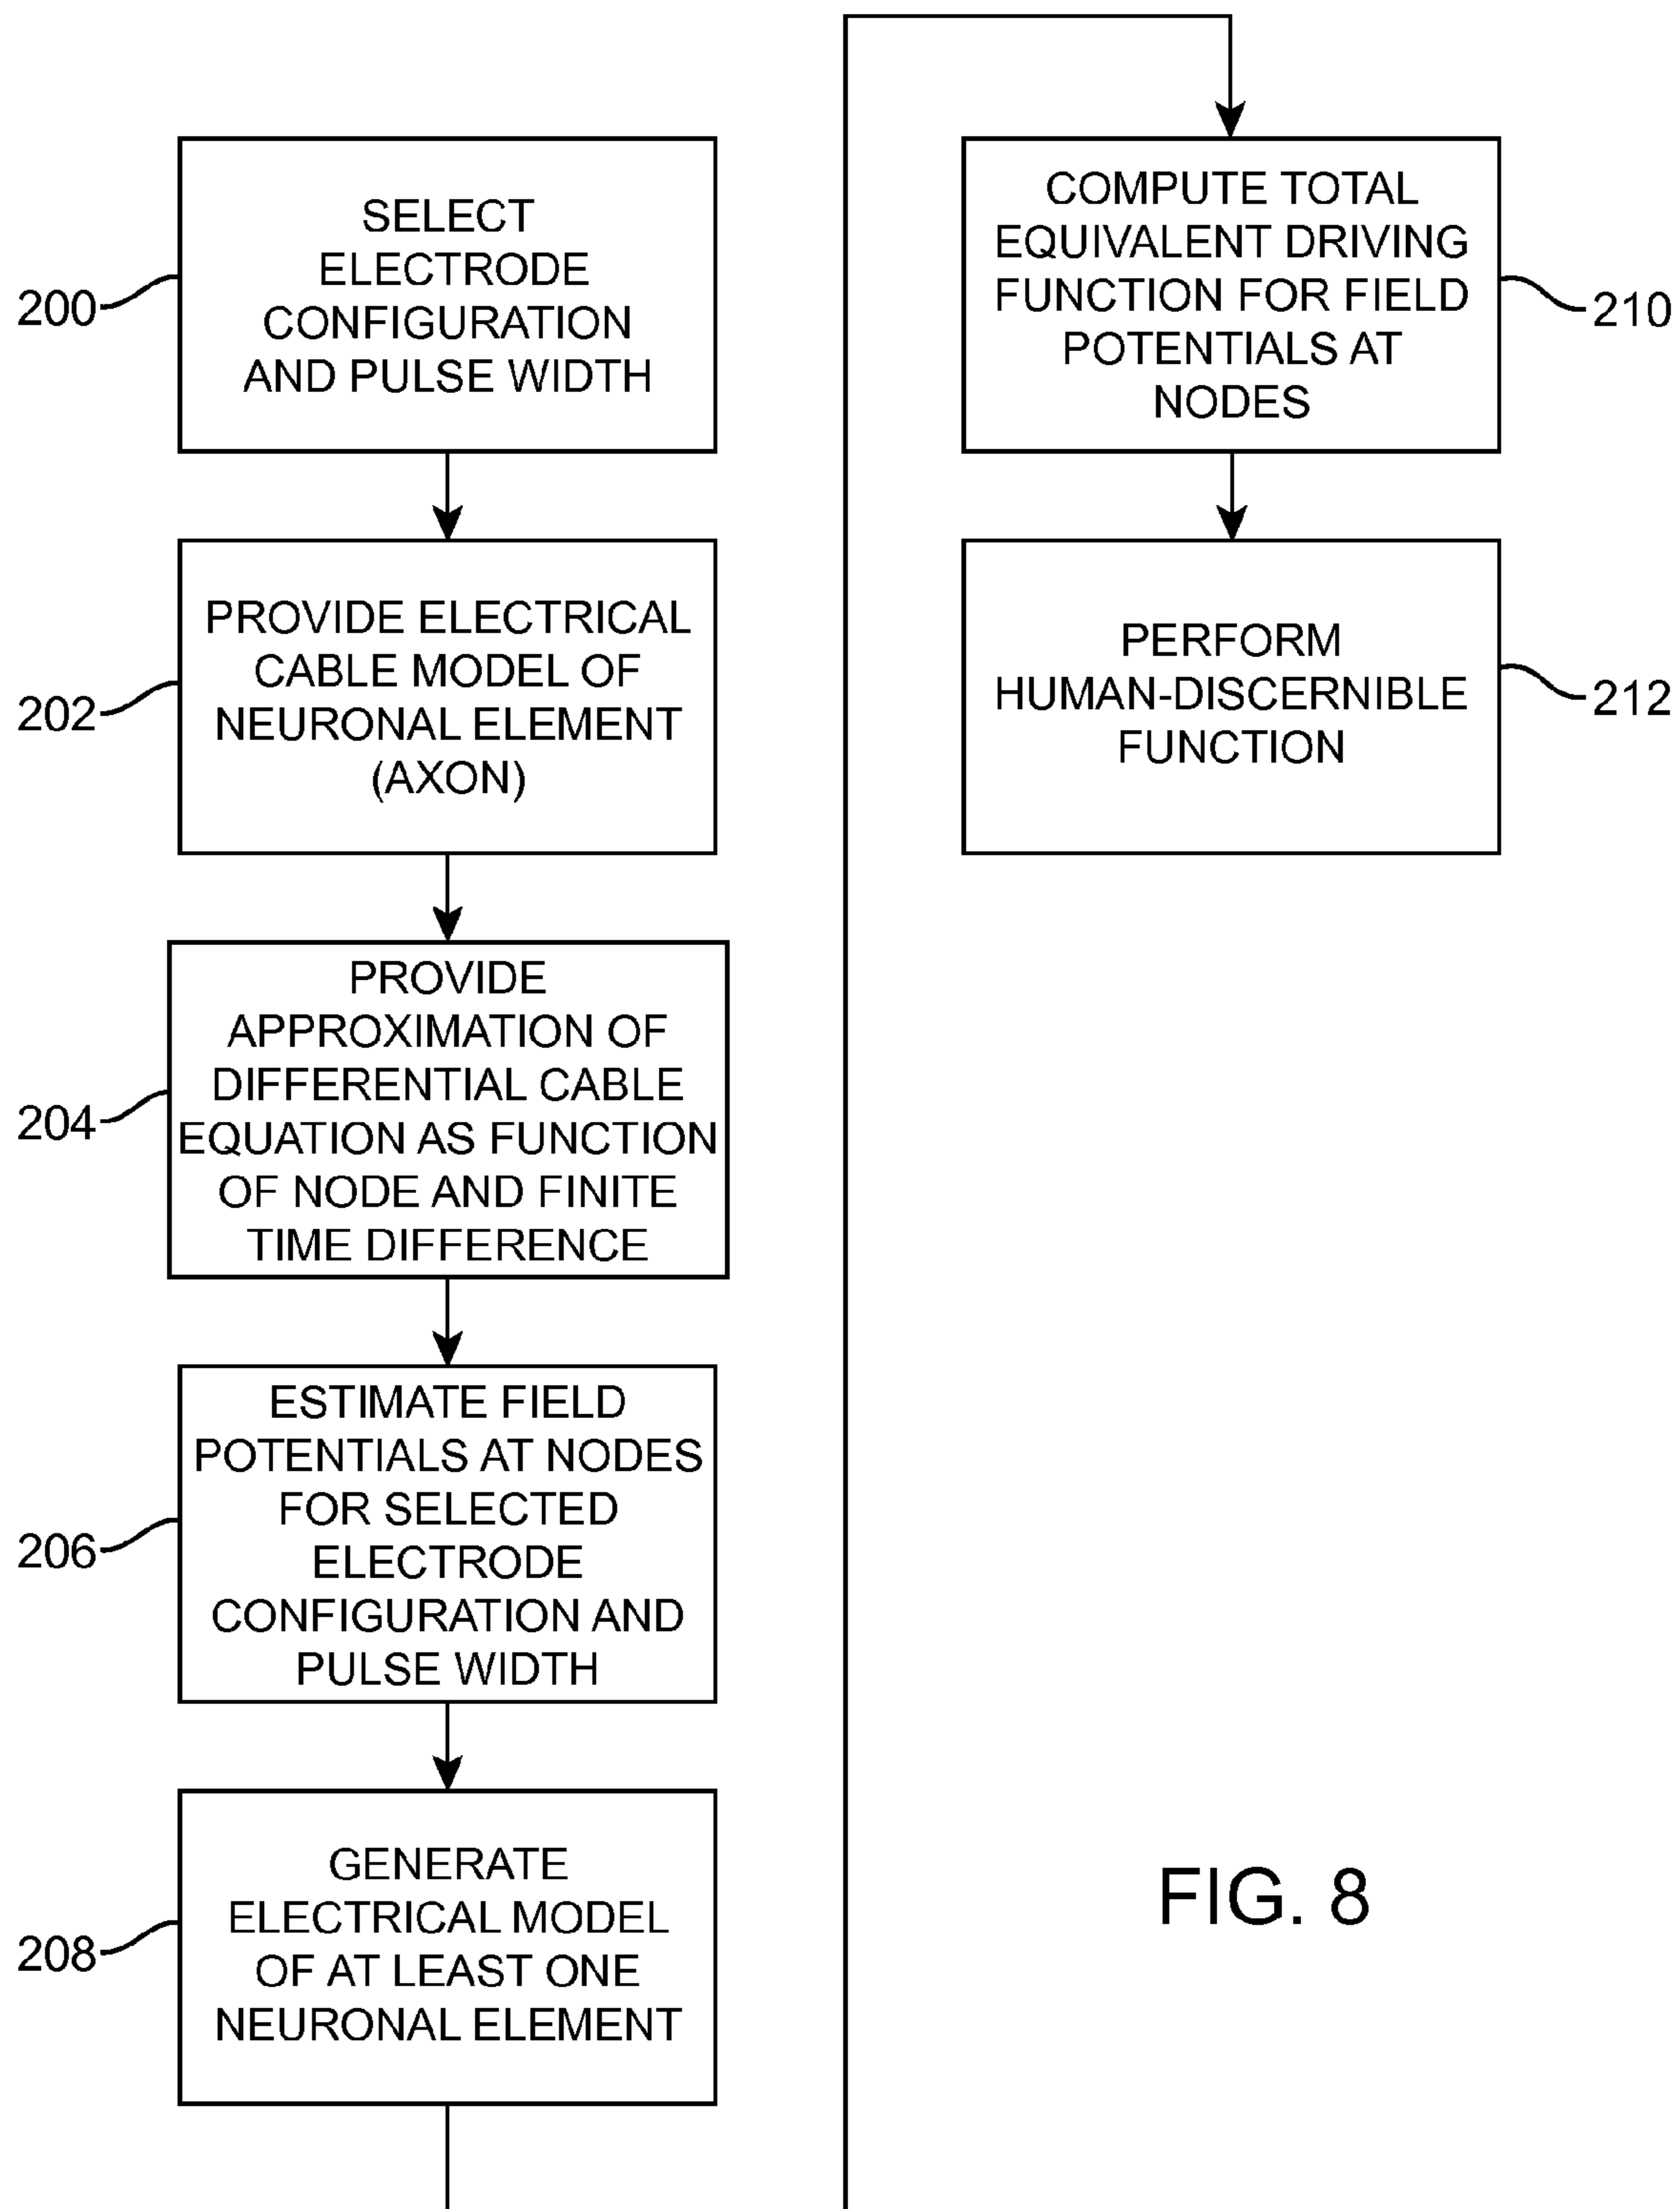 200
SELECT
ELECTRODE
CONFIGURATION
AND PULSE WIDTH
202
PROVIDE ELECTRICAL
CABLE MODEL OF
NEURONAL ELEMENT
(AXON)
204
PROVIDE
APPROXIMATION OF
DIFFERENTIAL CABLE
EQUATION AS FUNCTION
OF NODE AND FINITE
TIME DIFFERENCE
206
ESTIMATE FIELD
POTENTIALS AT NODES
FOR SELECTED
ELECTRODE
CONFIGURATION AND
PULSE WIDTH
208
GENERATE
ELECTRICAL MODEL
OF AT LEAST ONE
NEURONAL ELEMENT
COMPUTE TOTAL
EQUIVALENT DRIVING
FUNCTION FOR FIELD
POTENTIALS AT
NODES
210
PERFORM
HUMAN-DISCERNIBLE
FUNCTION
212
FIG. 8